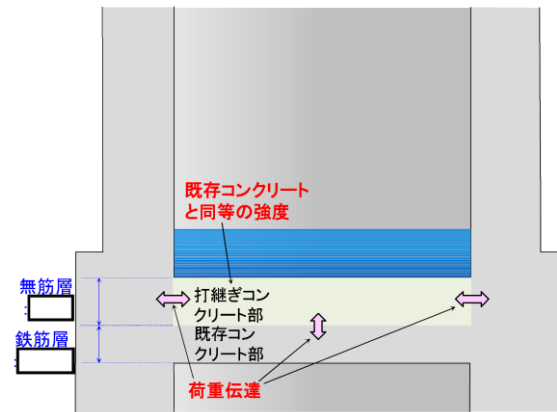 既存コンクリート
と同等の強度
無筋層
:
打継ぎコン
クリート部
既存コン
クリート部
鉄筋層
:
荷重伝達